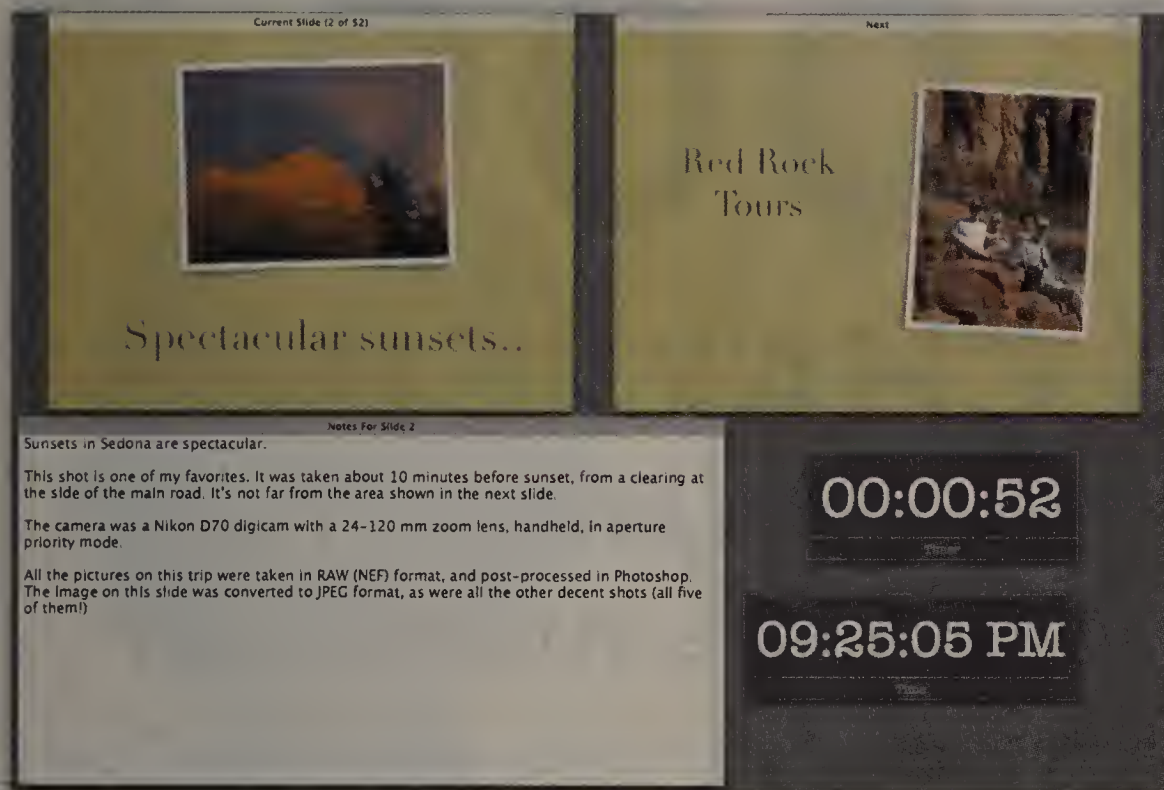 Current Slide (2 of 52)
Spectacular sunsets..
Next
Red Rock
Tours
Notes For Slide 2
Sunsets in Sedona are spectacular.
This shot is one of my favorites. It was taken about 10 minutes before sunset, from a clearing at
the side of the main road. It's not far from the area shown in the next slide.
The camera was a Nikon D70 digicam with a 24-120 mm zoom lens, handheld, in aperture
priority mode.
All the pictures on this trip were taken in RAW (NEF) format, and post-processed in Photoshop.
The image on this slide was converted to JPEG format, as were all the other decent shots (all five
of them!)
00:00:52
Timer
09:25:05 PM
Time